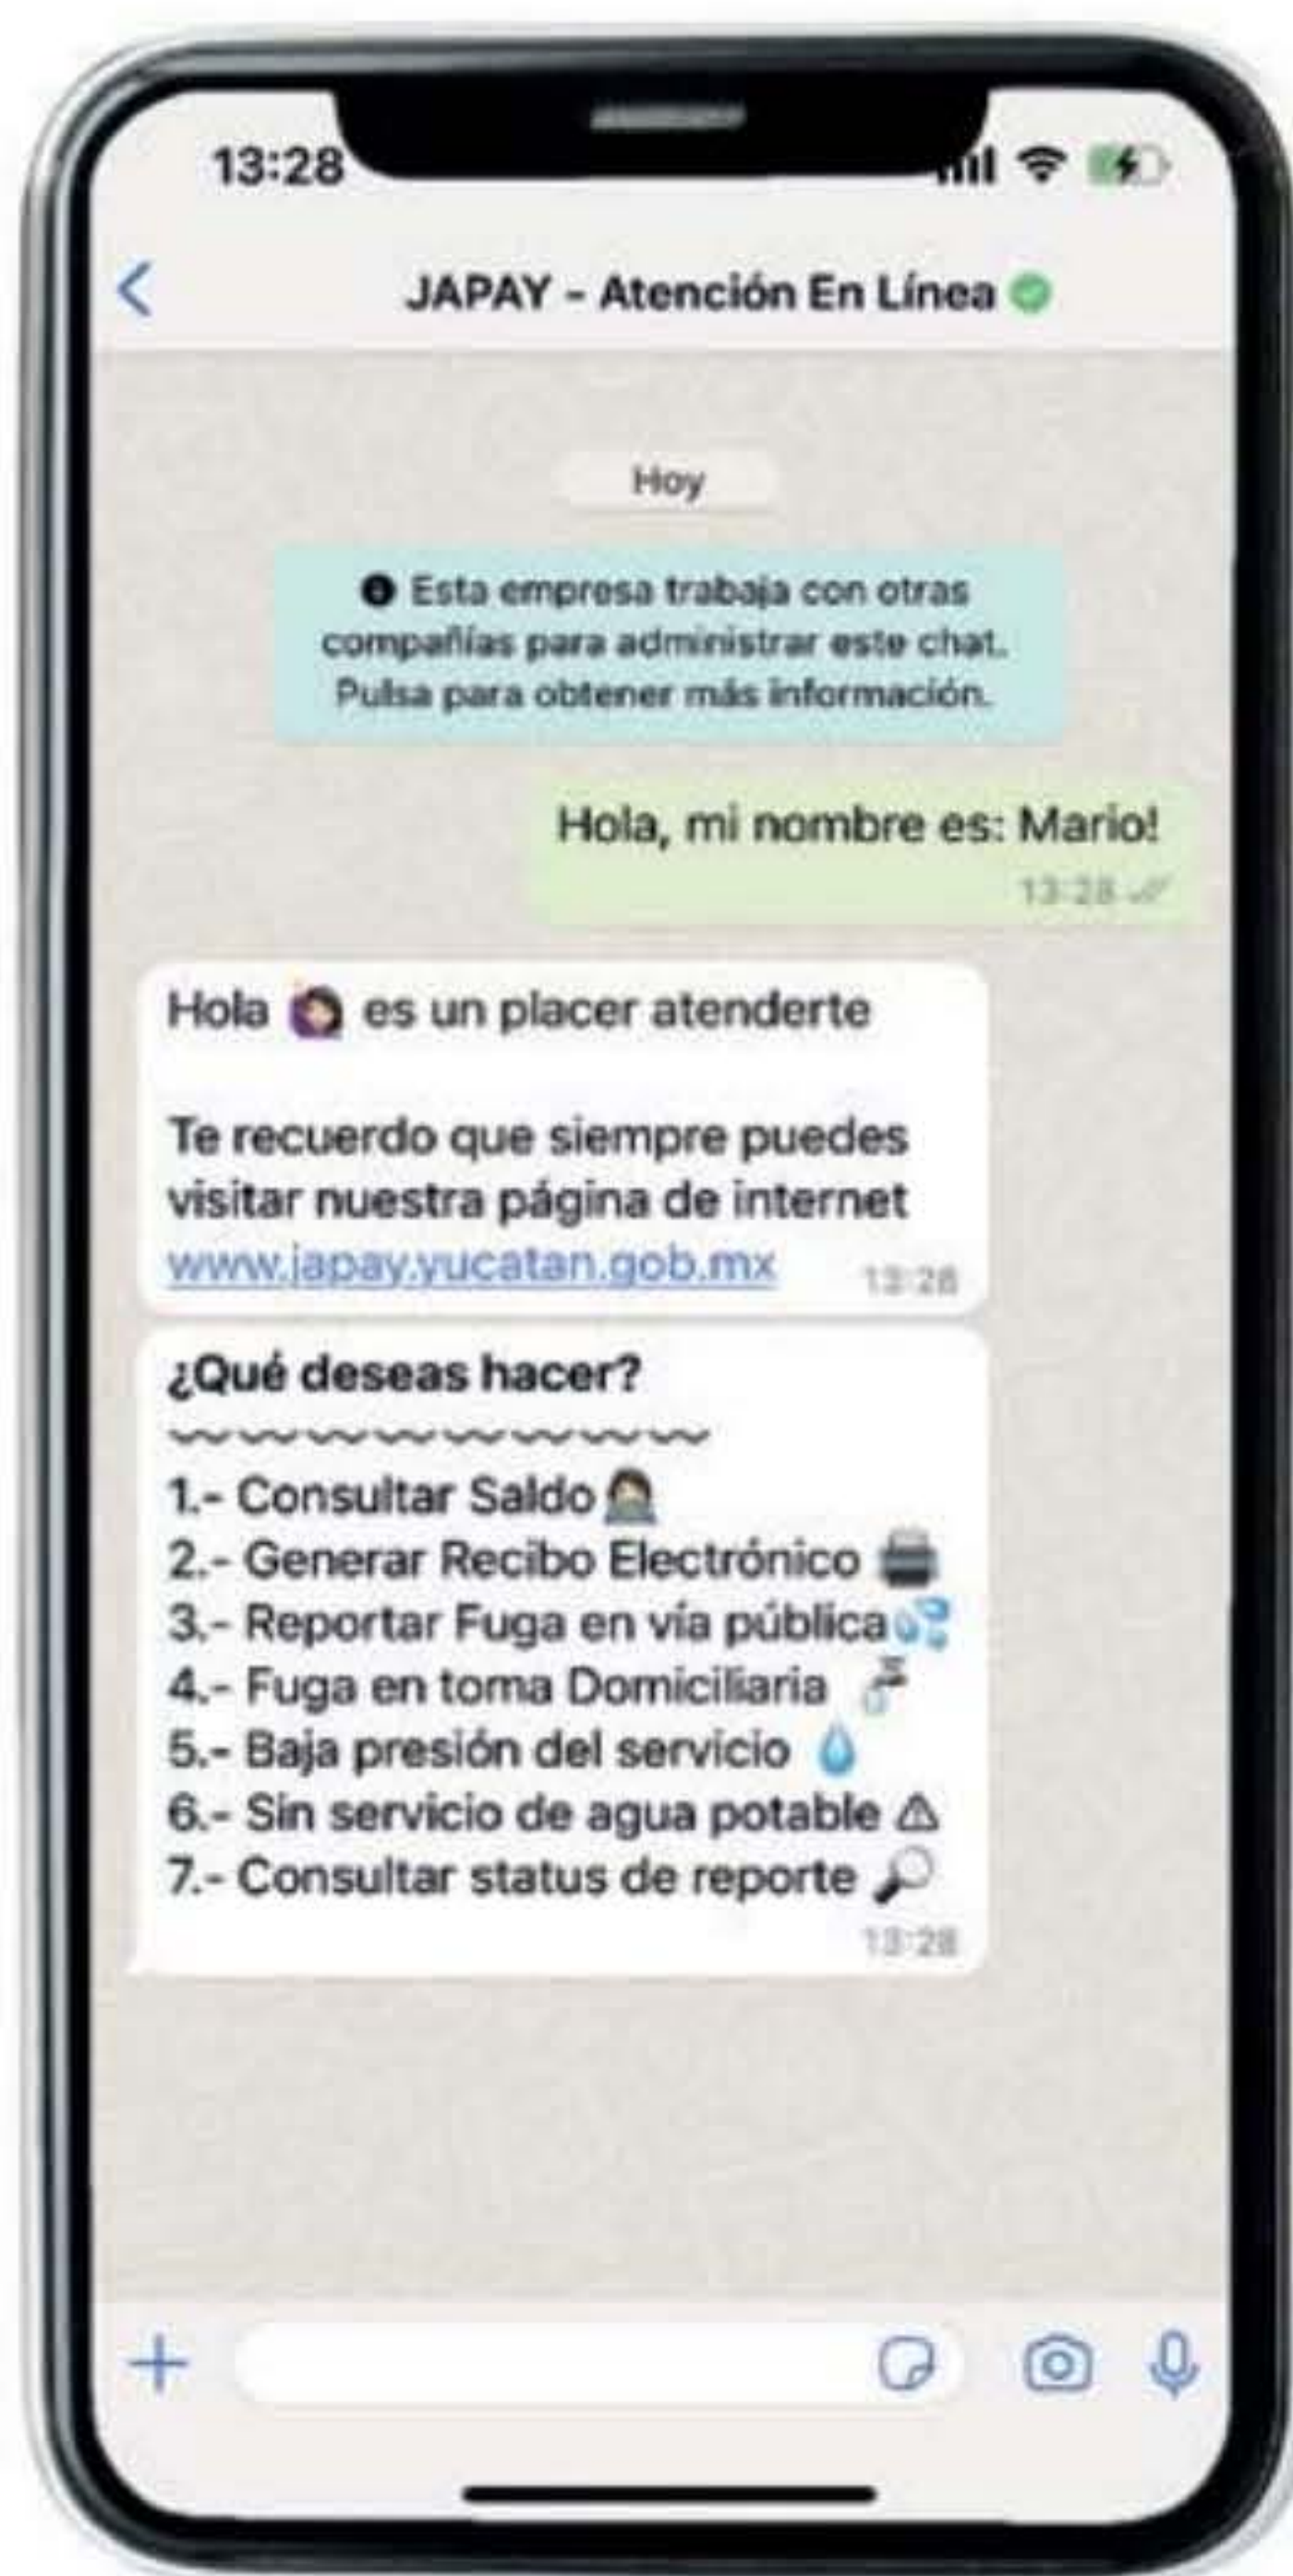 13:28
JAPAY - Atención En Línea
Hoy
Esta empresa trabaja con otras
compañías para administrar este chat.
Pulsa para obtener más información.
Hola, mi nombre es: Mario!
13:28
Hola 🙋🏻‍♀️ es un placer atenderte
Te recuerdo que siempre puedes
visitar nuestra página de internet
www.japay.yucatan.gob.mx
13:28
¿Qué deseas hacer?
1.- Consultar Saldo 🙍🏻‍♂️
2.- Generar Recibo Electrónico 🖨️
3.- Reportar Fuga en vía pública💦
4.- Fuga en toma Domiciliaria 🚰
5.- Baja presión del servicio 💧
6.- Sin servicio de agua potable ⚠
7.- Consultar status de reporte 🔎
13:28